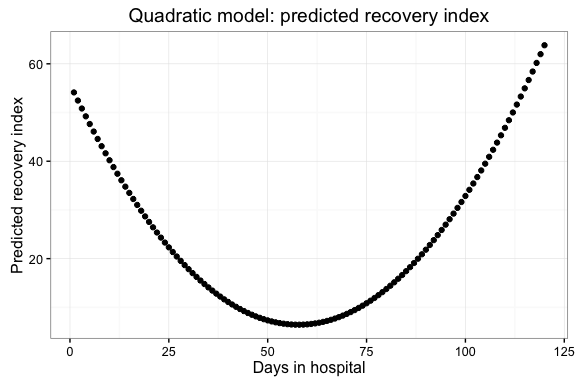 Quadratic model: predicted recovery index
Predicted recovery index
60
40
20
0 25 50 75 100 125
Days in hospital